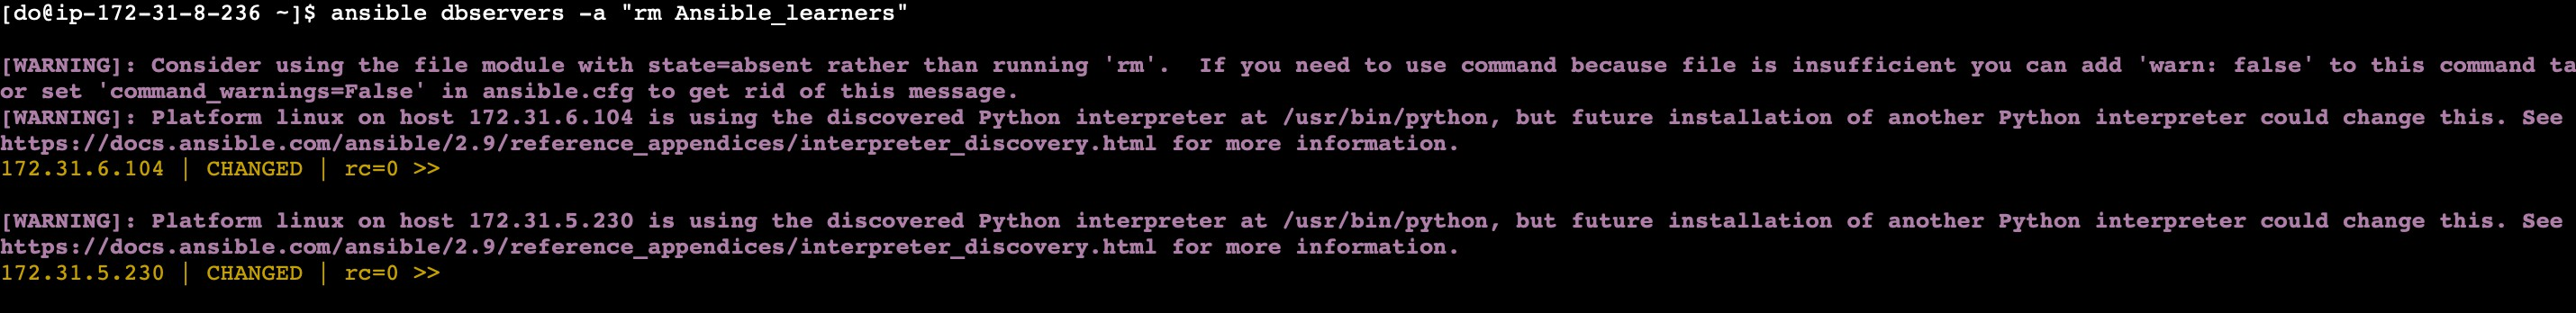 [do@ip-172-31-8-236 ~]$ ansible dbservers -a "rm Ansible_learners"
[WARNING]: Consider using the file module with state=absent rather than running 'rm'.  If you need to use command because file is insufficient you can add 'warn: false' to this command ta
or set 'command_warnings=False' in ansible.cfg to get rid of this message.
[WARNING]: Platform linux on host 172.31.6.104 is using the discovered Python interpreter at /usr/bin/python, but future installation of another Python interpreter could change this. See
https://docs.ansible.com/ansible/2.9/reference_appendices/interpreter_discovery.html for more information.
172.31.6.104 | CHANGED | rc=0 >>
[WARNING]: Platform linux on host 172.31.5.230 is using the discovered Python interpreter at /usr/bin/python, but future installation of another Python interpreter could change this. See
https://docs.ansible.com/ansible/2.9/reference_appendices/interpreter_discovery.html for more information.
172.31.5.230 | CHANGED | rc=0 >>